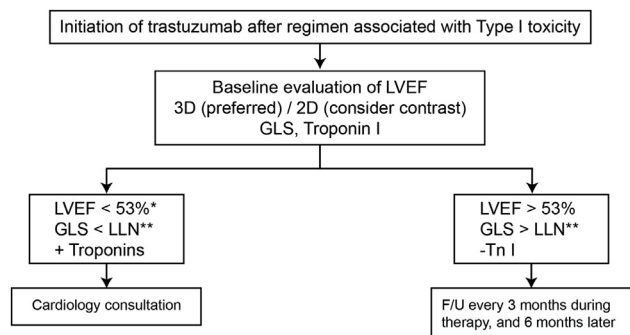 Initiation of trastuzumab after regimen associated with Type I toxicity
Baseline evaluation of LVEF
3D (preferred) / 2D (consider contrast)
GLS, Troponin I
LVEF < 53%*
GLS < LLN**
+ Troponins
LVEF > 53%
GLS > LLN**
-Tn I
Cardiology consultation
F/U every 3 months during
therapy, and 6 months later